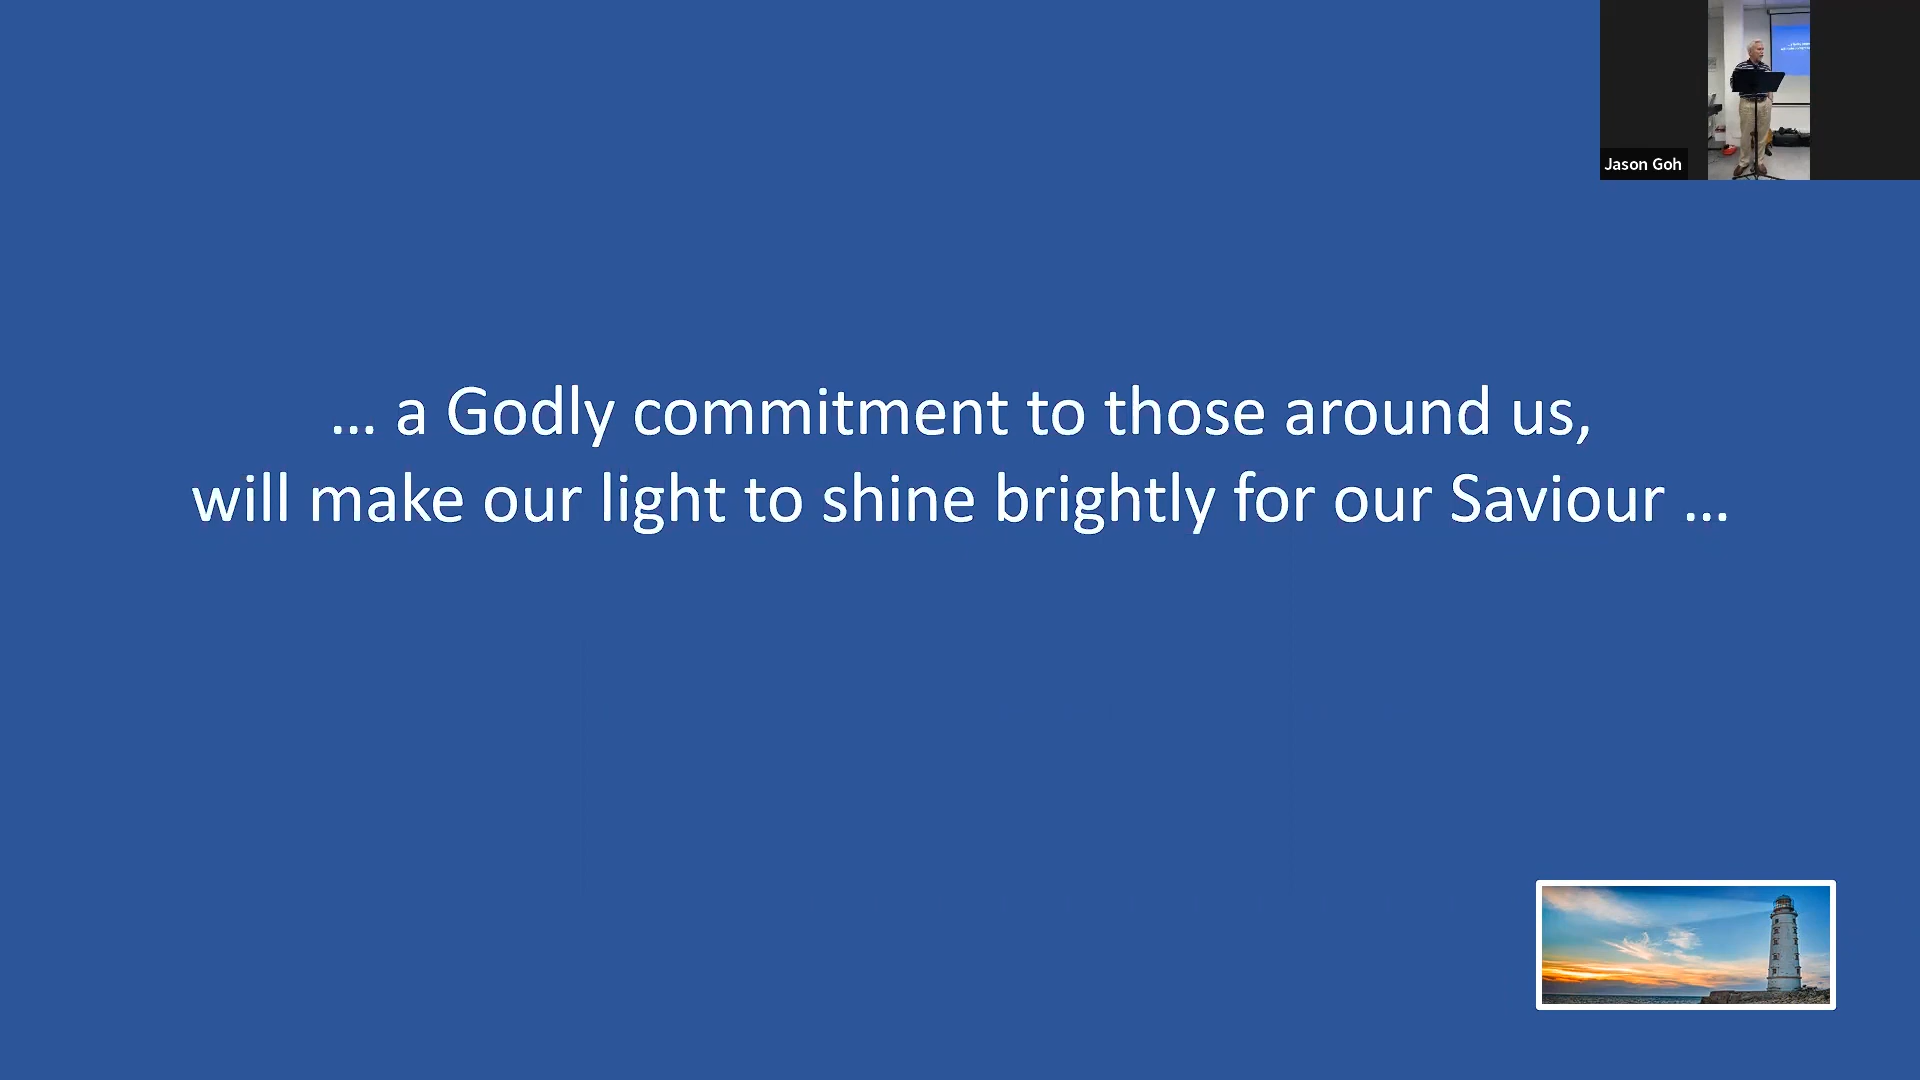 Jason Goh
... a Godly commitment to those around us,
will make our light to shine brightly for our Saviour ...